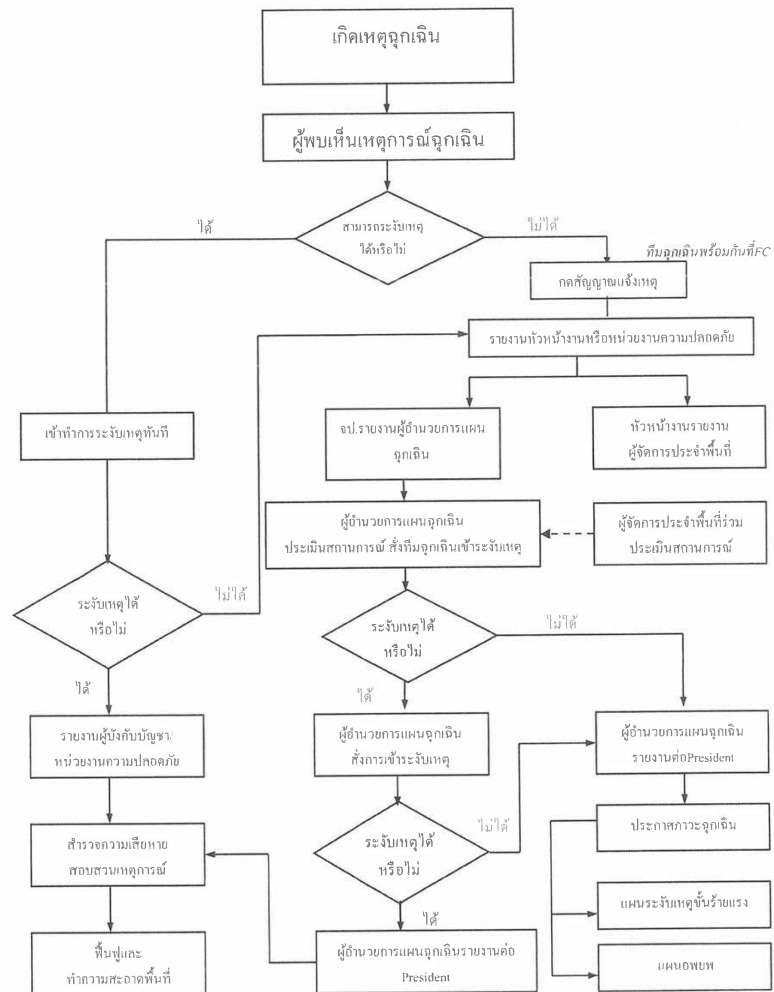 เกิดเหตุฉุกเฉิน
ผู้พบเห็นเหตุการณ์ฉุกเฉิน
สามารถระงับเหตุ
ได้หรือไม่
ได้
ไม่ได้
ทีมฉุกเฉินพร้อมกันที่FC
กดสัญญาณแจ้งเหตุ
รายงานหัวหน้างานหรือหน่วยงานความปลอดภัย
เข้าทำการระงับเหตุทันที
จป.รายงานผู้อำนวยการแผน
ฉุกเฉิน
หัวหน้างานรายงาน
ผู้จัดการประจำพื้นที่
ผู้อำนวยการแผนฉุกเฉิน
ประเมินสถานการณ์ สั่งทีมฉุกเฉินเข้าระงับเหตุ
ผู้จัดการประจำพื้นที่ร่วม
ประเมินสถานการณ์
ระงับเหตุได้
หรือไม่
ไม่ได้
ได้
ระงับเหตุได้
หรือไม่
ไม่ได้
ได้
รายงานผู้บังคับบัญชา/
หน่วยงานความปลอดภัย
ผู้อำนวยการแผนฉุกเฉิน
สั่งการเข้าระงับเหตุ
ผู้อำนวยการแผนฉุกเฉิน
รายงานต่อPresident
สำรวจความเสียหาย
สอบสวนเหตุการณ์
ระงับเหตุได้
หรือไม่
ไม่ได้
ได้
ประกาศภาวะฉุกเฉิน
แผนระงับเหตุขั้นร้ายแรง
ฟื้นฟูและ
ทำความสะอาดพื้นที่
ผู้อำนวยการแผนฉุกเฉินรายงานต่อ
President
แผนอพยพ